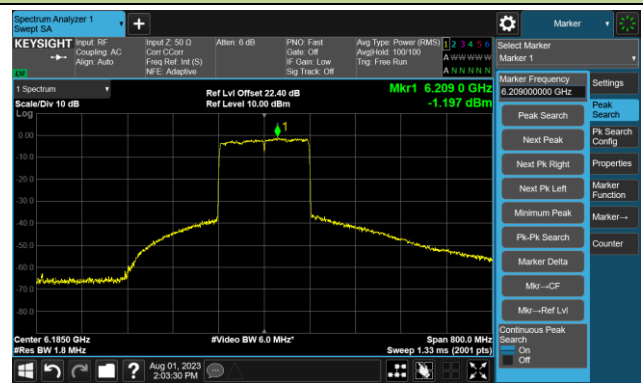 Spectrum Analyzer 1
Swept SA
+
Marker
KEYSIGHT
Input: RF
Coupling: AC
Align: Auto
Input Z: 50 Ω
Corr CCorr
Freq Ref: Int (S)
NFE: Adaptive
Atten: 6 dB
PNO: Fast
Gate: Off
IF Gain: Low
Sig Track: Off
Avg Type: Power (RMS)
Avg|Hold: 100/100
Trig: Free Run
1 2 3 4 5 6
A W W W W W
A N N N N N
Select Marker
Marker 1
LV
1 Spectrum
Scale/Div 10 dB
Log
Ref Lvl Offset 22.40 dB
Ref Level 10.00 dBm
Mkr1 6.209 0 GHz
-1.197 dBm
1
0.00
-10.0
-20.0
-30.0
-40.0
-50.0
-60.0
-70.0
-80.0
Center 6.1850 GHz
#Res BW 1.8 MHz
#Video BW 6.0 MHz*
Span 800.0 MHz
Sweep 1.33 ms (2001 pts)
Marker Frequency
6.209000000 GHz
Peak Search
Next Peak
Next Pk Right
Next Pk Left
Minimum Peak
Pk-Pk Search
Marker Delta
Mkr→CF
Mkr→Ref Lvl
Continuous Peak
Search
On
Off
Settings
Peak
Search
Pk Search
Config
Properties
Marker
Function
Marker→
Counter
?
Aug 01, 2023
2:03:30 PM